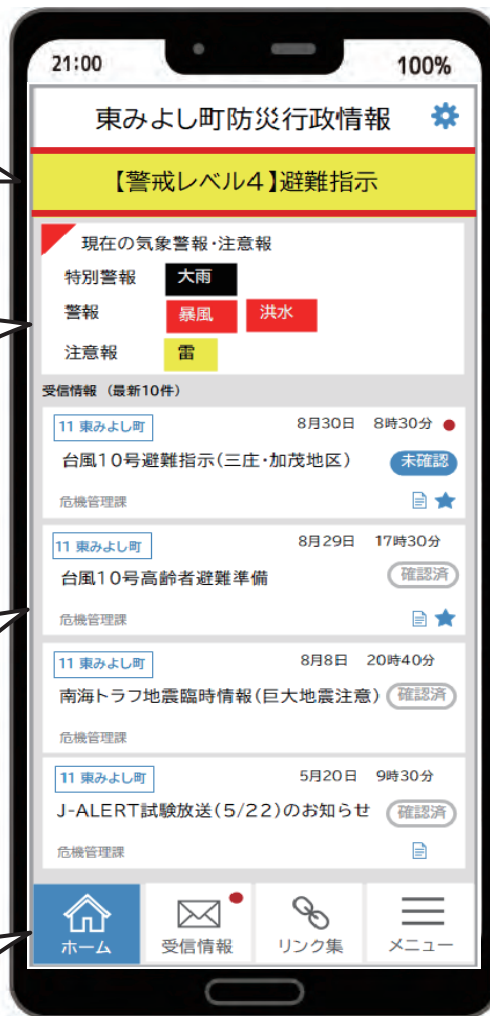 21:00 100%
東みよし町防災行政情報
【警戒レベル4】避難指示
現在の気象警報・注意報
特別警報 大雨
警報 暴風 洪水
注意報 雷
受信情報（最新10件）
11 東みよし町 8月30日 8時30分
台風10号避難指示(三庄・加茂地区) 未確認
危機管理課
11 東みよし町 8月29日 17時30分
台風10号高齢者避難準備 確認済
危機管理課
11 東みよし町 8月8日 20時40分
南海トラフ地震臨時情報(巨大地震注意) 確認済
危機管理課
11 東みよし町 5月20日 9時30分
J-ALERT試験放送(5/22)のお知らせ 確認済
危機管理課
ホーム 受信情報 リンク集 メニュー